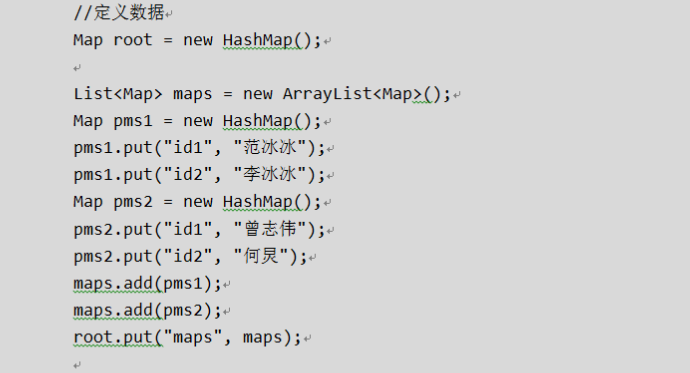 //定义数据
Map root = new HashMap();
List<Map> maps = new ArrayList<Map>();
Map pms1 = new HashMap();
pms1.put("id1", "范冰冰");
pms1.put("id2", "李冰冰");
Map pms2 = new HashMap();
pms2.put("id1", "曾志伟");
pms2.put("id2", "何炅");
maps.add(pms1);
maps.add(pms2);
root.put("maps", maps);